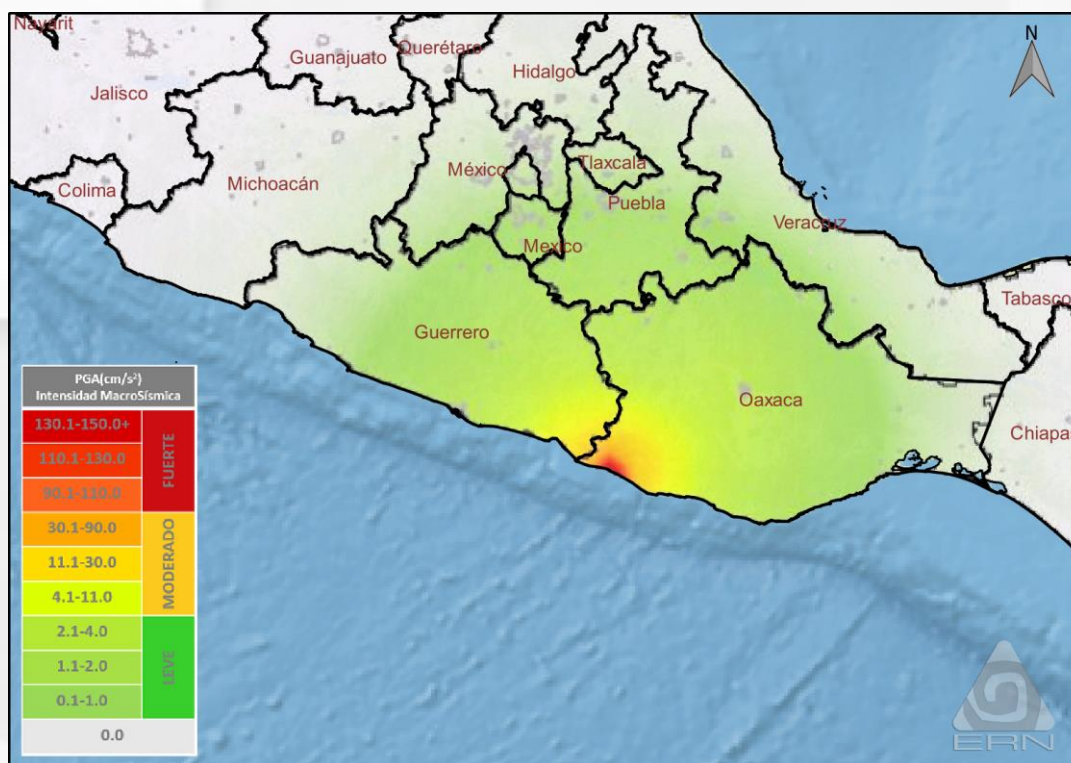 Nayarit
Guanajuato
Querétaro
Hidalgo
N
Jalisco
Colima
Michoacán
México
Tlaxcala
Puebla
Mexico
Veracruz
Tabasco
Guerrero
Oaxaca
Chiapas
PGA(cm/s²)
Intensidad MacroSísmica
130.1-150.0+
110.1-130.0
90.1-110.0
FUERTE
30.1-90.0
11.1-30.0
4.1-11.0
MODERADO
2.1-4.0
1.1-2.0
0.1-1.0
LEVE
0.0
ERN